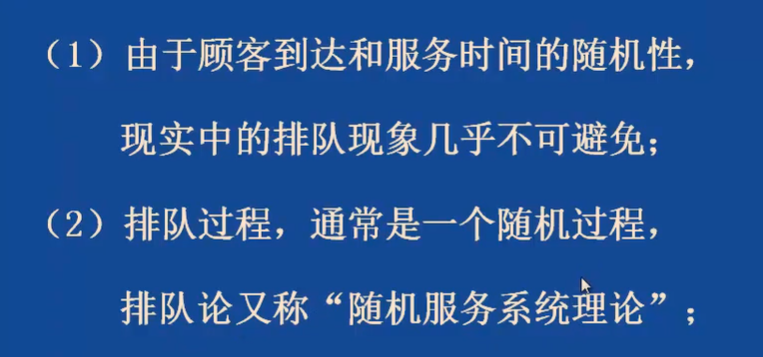 （1）由于顾客到达和服务时间的随机性，
现实中的排队现象几乎不可避免；
（2）排队过程，通常是一个随机过程，
排队论又称“随机服务系统理论”；